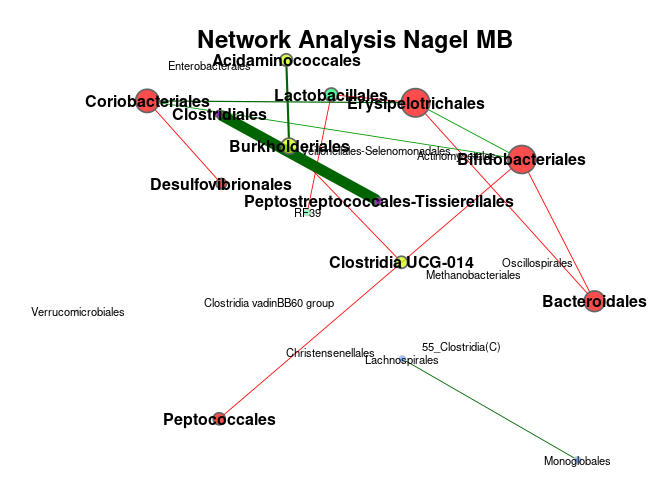 Network Analysis Nagel MB
Acidaminococcales
Enterobacterales
Lactobacillales
Coriobacteriales
Erysipelotrichales
Clostridiales
Burkholderiales
Veillonellales-Selenomonadales
Actinomycetales
Bifidobacteriales
Desulfovibrionales
Peptostreptococcales-Tissierellales
RF39
Clostridia UCG-014
Oscillospirales
Methanobacteriales
Bacteroidales
Clostridia vadinBB60 group
Verrucomicrobiales
55_Clostridia(C)
Christensenellales
Lachnospirales
Peptococcales
Monoglobales